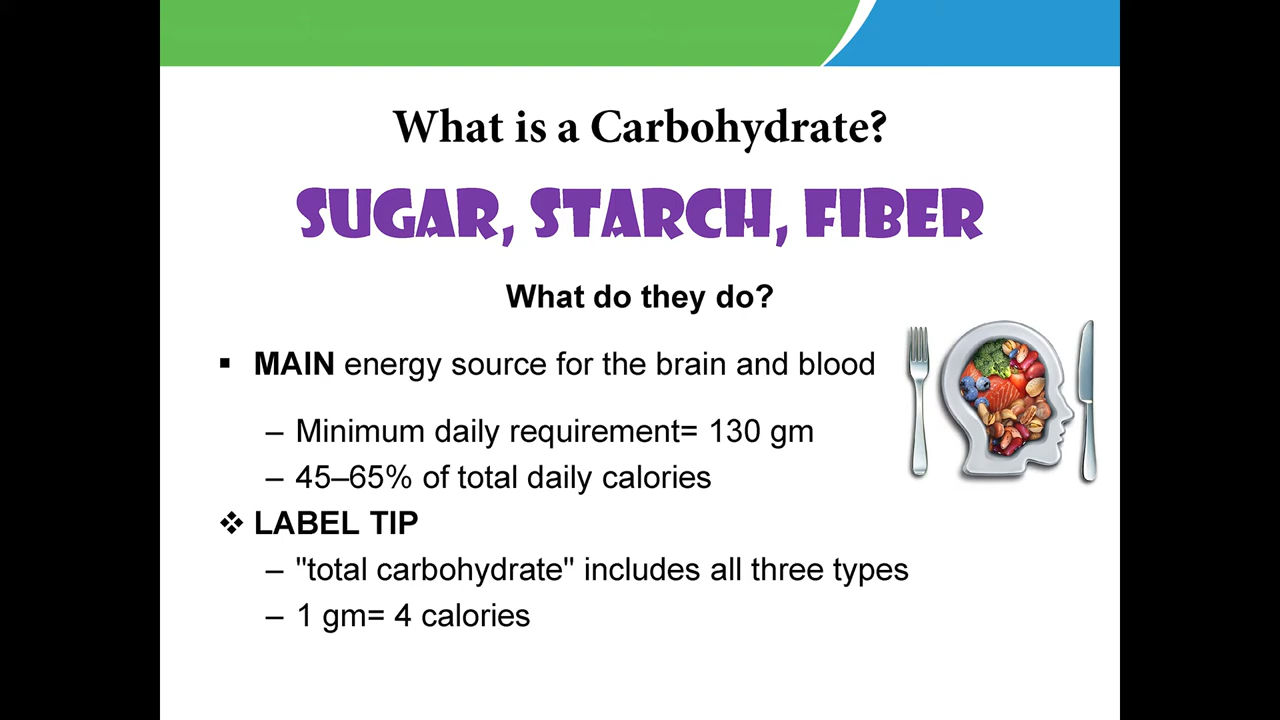 What is a Carbohydrate?
SUGAR, STARCH, FIBER
What do they do?
▪ MAIN energy source for the brain and blood
– Minimum daily requirement= 130 gm
– 45–65% of total daily calories
❖ LABEL TIP
– "total carbohydrate" includes all three types
– 1 gm= 4 calories